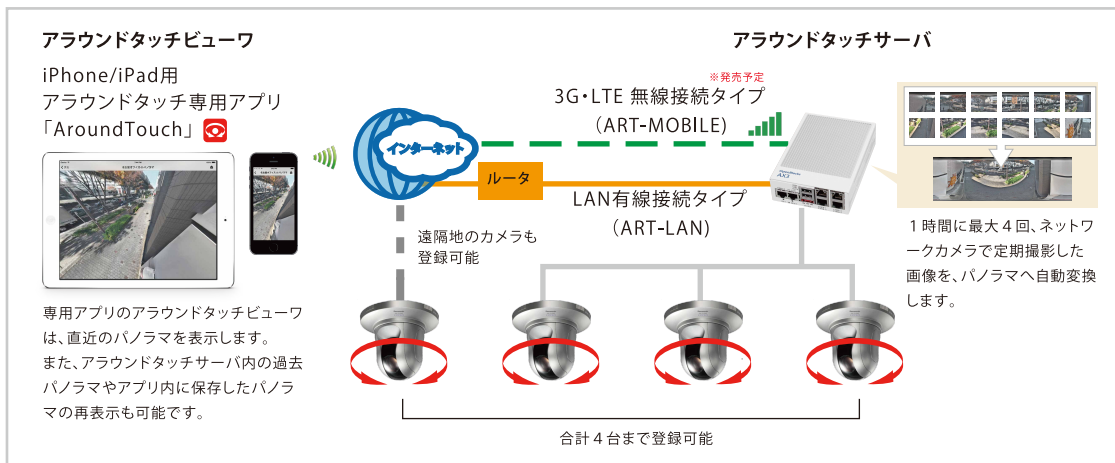 アラウンドタッチビューワ
iPhone/iPad用
アラウンドタッチ専用アプリ
「AroundTouch」
専用アプリのアラウンドタッチビューワ
は、直近のパノラマを表示します。
また、アラウンドタッチサーバ内の過去
パノラマやアプリ内に保存したパノラ
マの再表示も可能です。
インターネット
ルータ
遠隔地のカメラも
登録可能
アラウンドタッチサーバ
※発売予定
3G・LTE 無線接続タイプ
(ART-MOBILE)
LAN有線接続タイプ
(ART-LAN)
AX3
1時間に最大4回、ネットワ
ークカメラで定期撮影した
画像を、パノラマへ自動変換
します。
合計4台まで登録可能